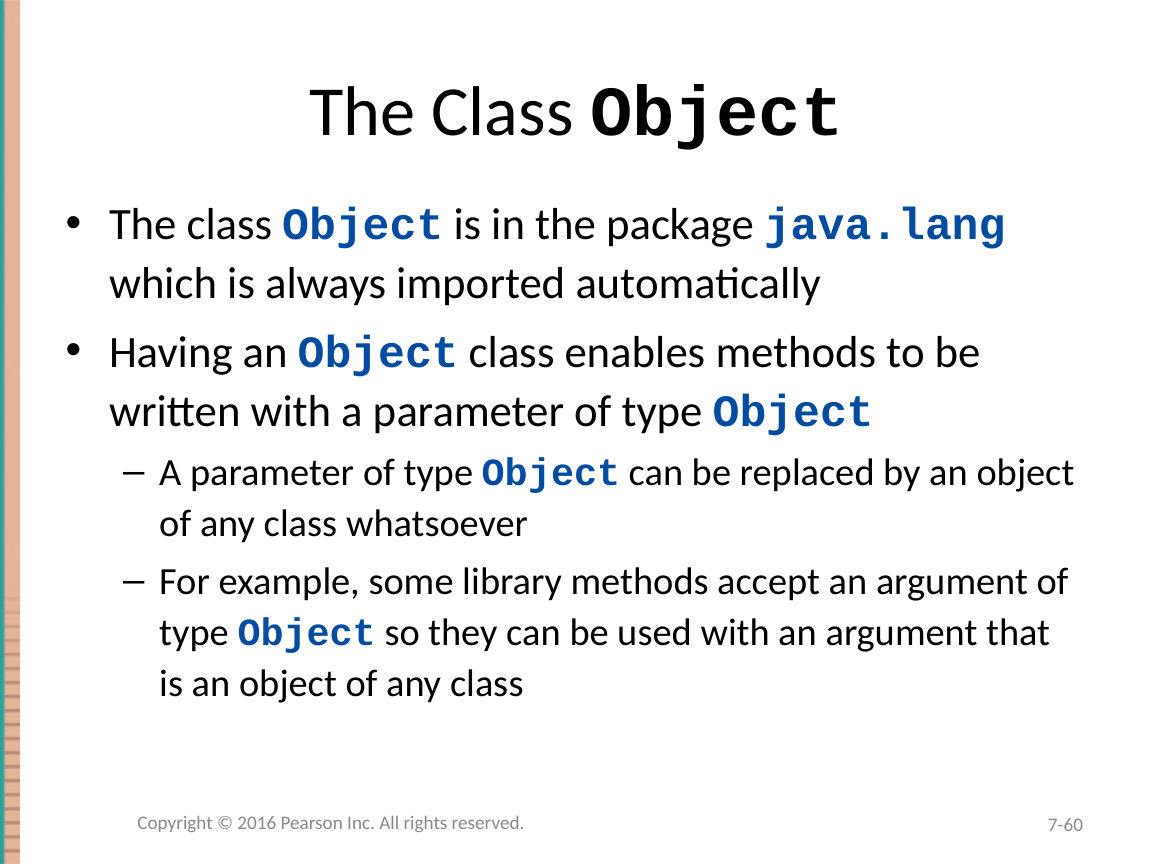 The Class Object
• The class Object is in the package java.lang
which is always imported automatically
• Having an Object class enables methods to be
written with a parameter of type Object
– A parameter of type Object can be replaced by an object
of any class whatsoever
– For example, some library methods accept an argument of
type Object so they can be used with an argument that
is an object of any class
Copyright © 2016 Pearson Inc. All rights reserved.
7-60